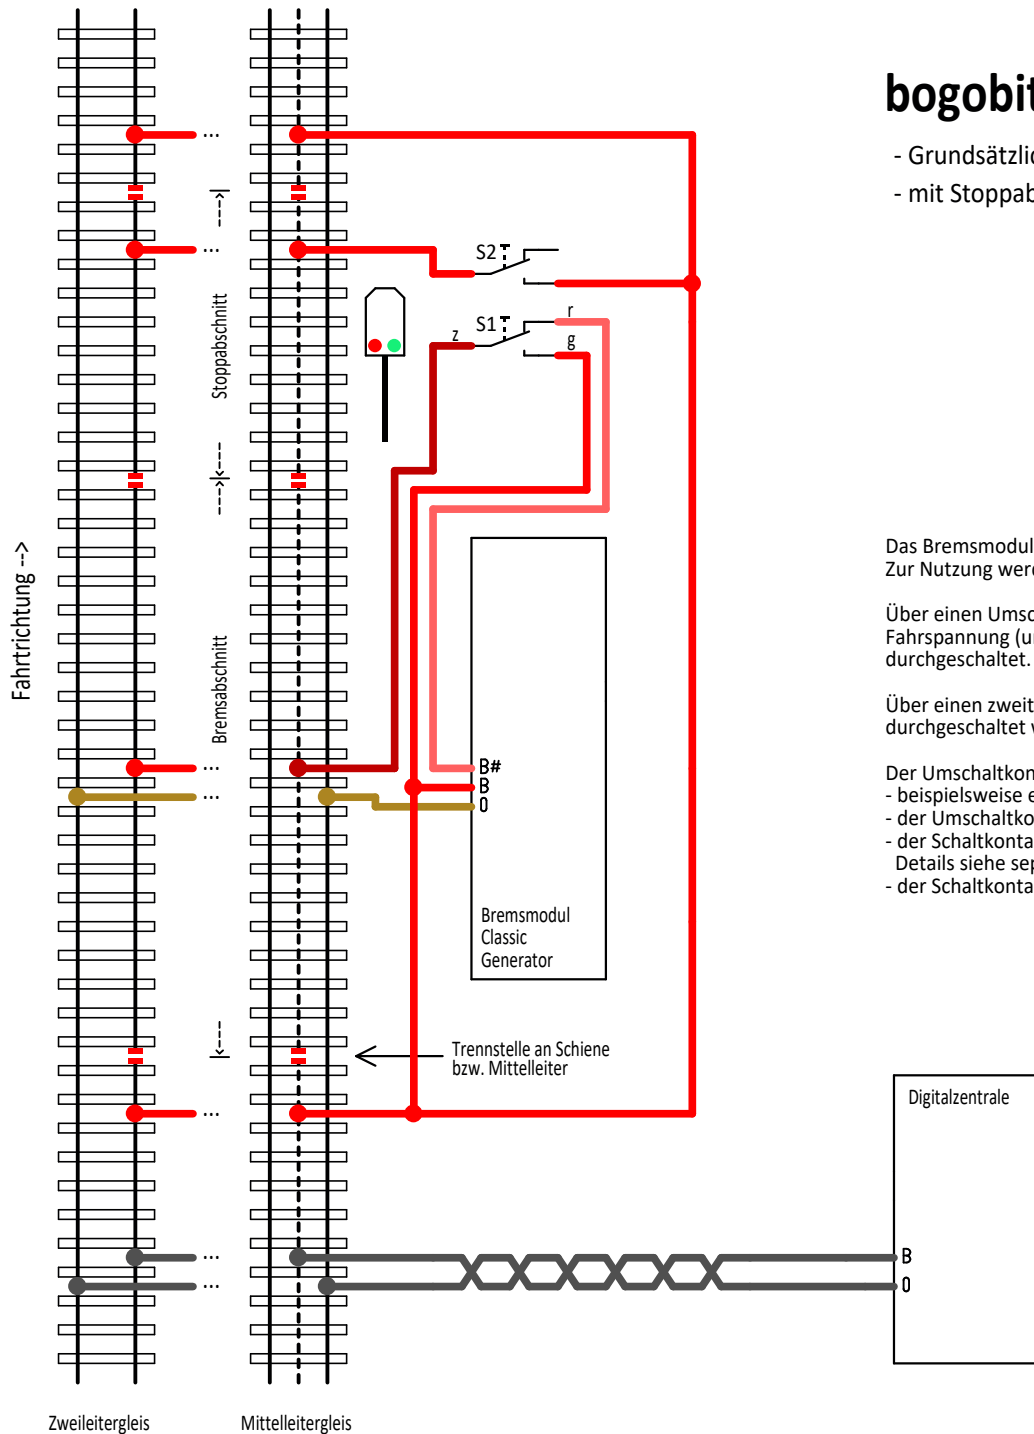 bogobit
- Grundsätzlic
- mit Stoppab
...
...
S2
r
S1
z
g
Stoppabschnitt
Fahrtrichtung -->
Das Bremsmodul
Zur Nutzung werd
Über einen Umsc
Fahrspannung (u
durchgeschaltet.
Über einen zweit
durchgeschaltet w
Der Umschaltkon
- beispielsweise e
- der Umschaltko
- der Schaltkonta
Details siehe sep
- der Schaltkonta
Bremsabschnitt
...
B#
...
B
0
Bremsmodul
Classic
Generator
Trennstelle an Schiene
bzw. Mittelleiter
Digitalzentrale
...
...
B
...
0
Zweileitergleis
Mittelleitergleis